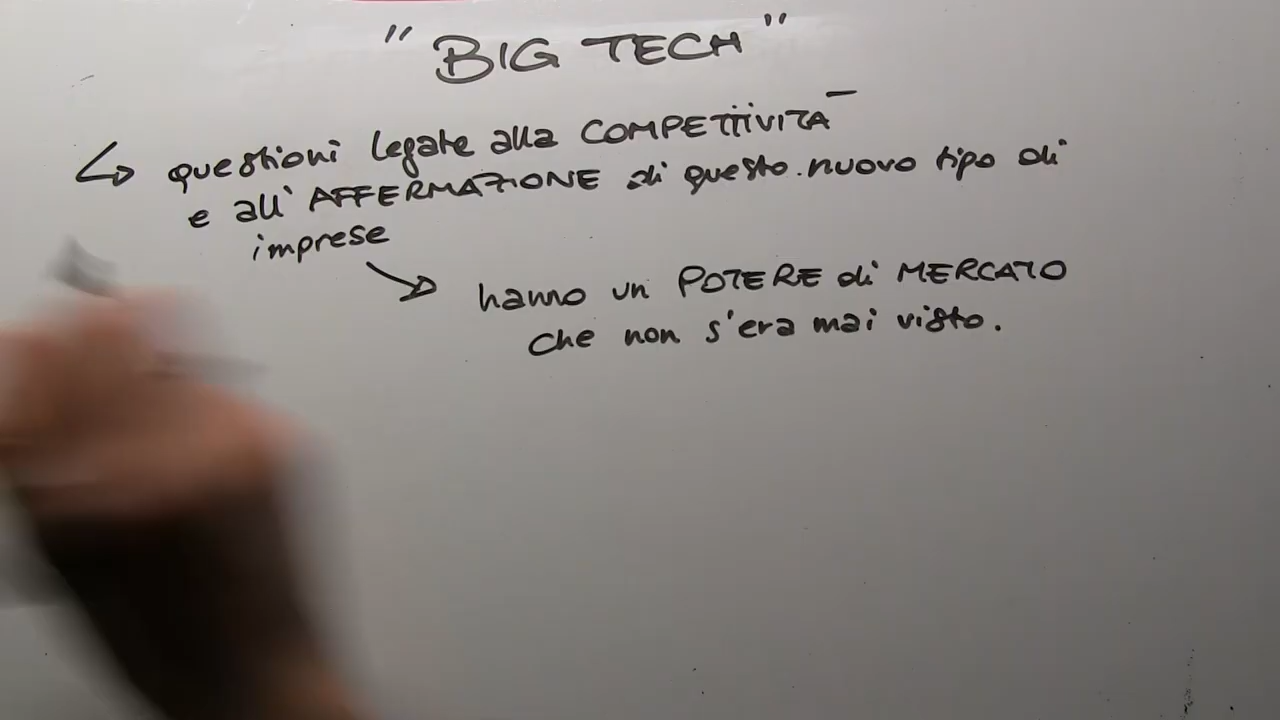 "BIG TECH"
↳ questioni legate alla COMPETITIVITÀ
e all'AFFERMAZIONE di questo nuovo tipo di
imprese
↘ hanno un POTERE di MERCATO
che non s'era mai visto.